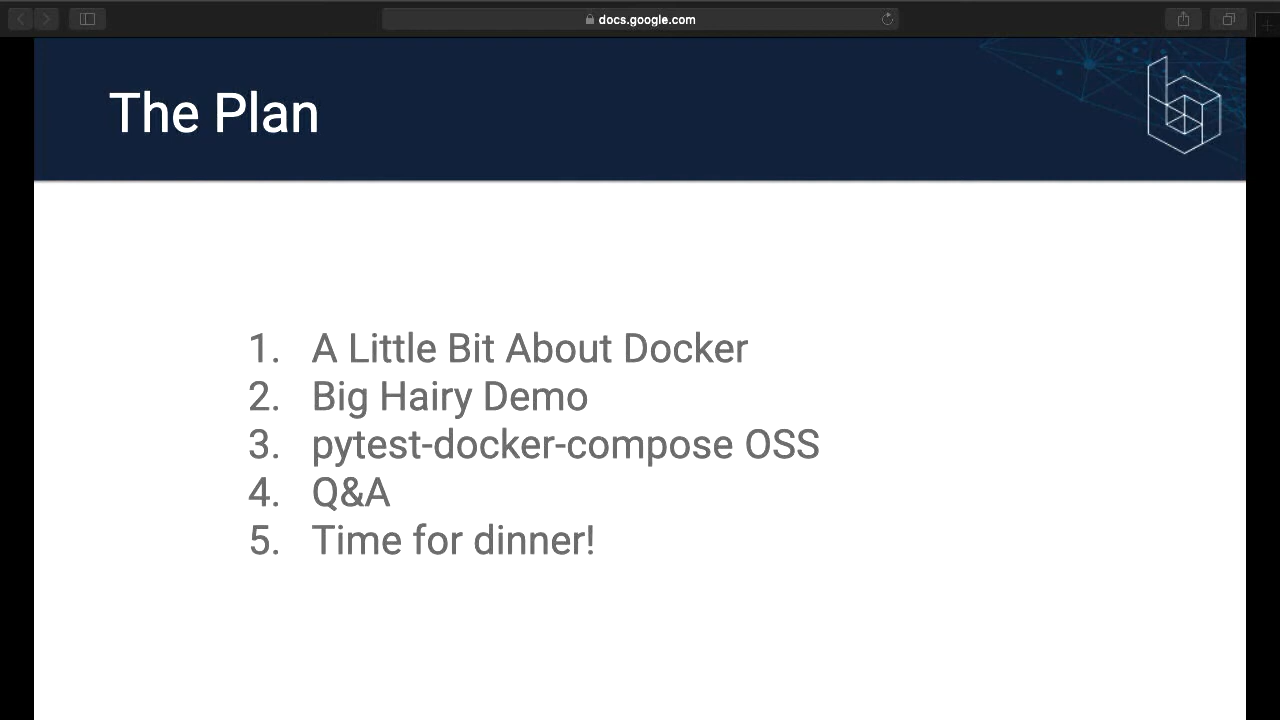 docs.google.com
The Plan
1. A Little Bit About Docker
2. Big Hairy Demo
3. pytest-docker-compose OSS
4. Q&A
5. Time for dinner!